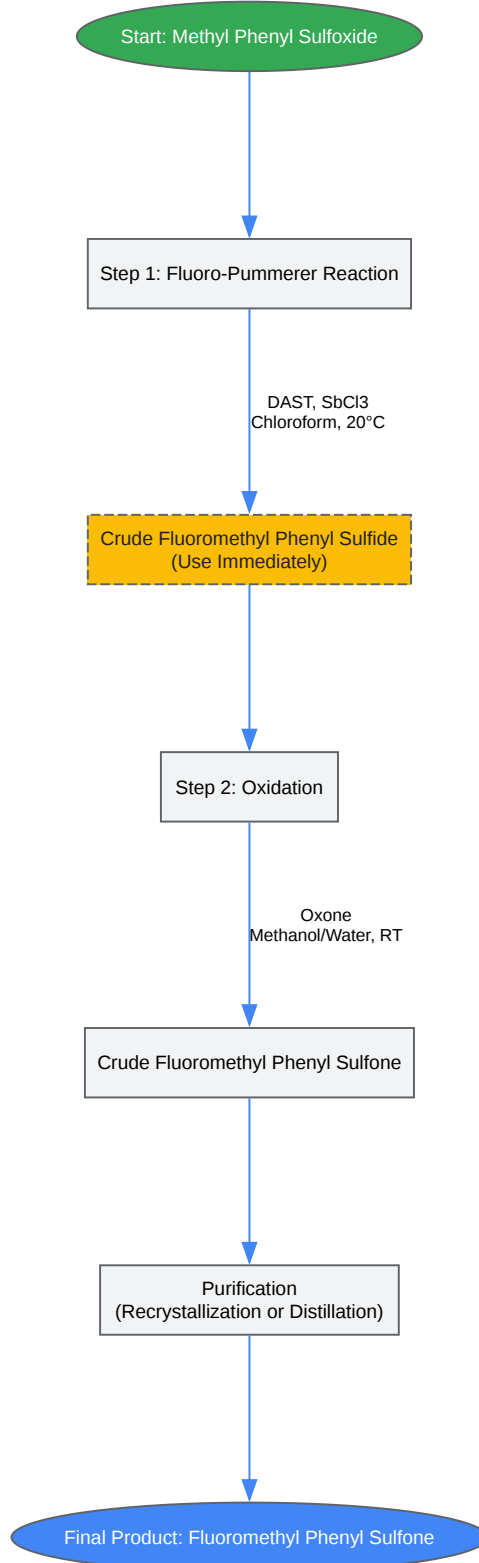 Start: Methyl Phenyl Sulfoxide
Step 1: Fluoro-Pummerer Reaction
DAST, SbCl3
Chloroform, 20°C
Crude Fluoromethyl Phenyl Sulfide
(Use Immediately)
Step 2: Oxidation
Oxone
Methanol/Water, RT
Crude Fluoromethyl Phenyl Sulfone
Purification
(Recrystallization or Distillation)
Final Product: Fluoromethyl Phenyl Sulfone